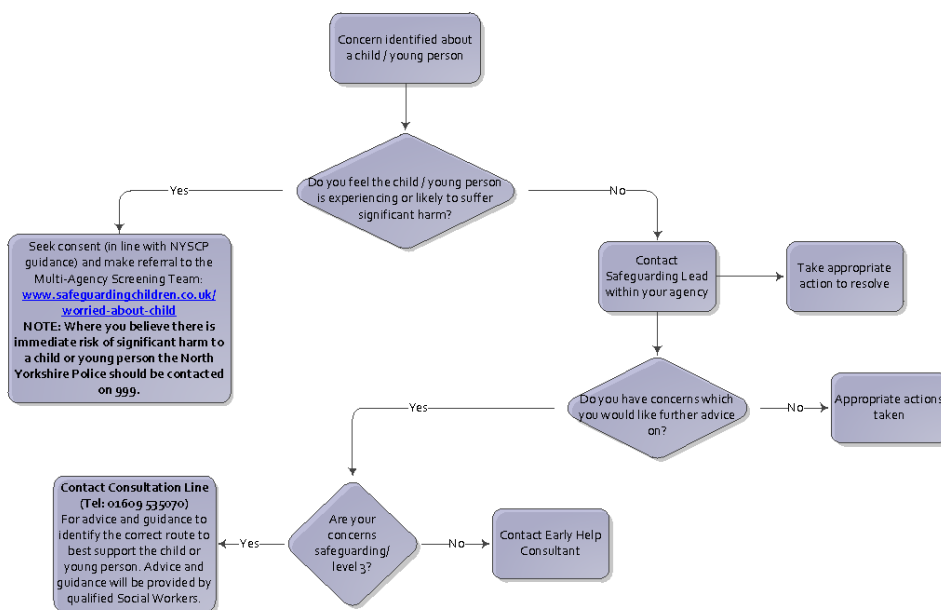 Concern identified about
a child / young person
Do you feel the child / young person
is experiencing or likely to suffer
significant harm?
Yes
No
Seek consent (in line with NYSCP
guidance) and make referral to the
Multi-Agency Screening Team:
www.safeguardingchildren.co.uk/
worried-about-child
NOTE: Where you believe there is
immediate risk of significant harm to
a child or young person the North
Yorkshire Police should be contacted
on 999.
Contact
Safeguarding Lead
within your agency
Take appropriate
action to resolve
Do you have concerns which
you would like further advice
on?
Yes
No
Appropriate actions
taken
Are your
concerns
safeguarding/
level 3?
Yes
No
Contact Consultation Line
(Tel: 01609 535070)
For advice and guidance to
identify the correct route to
best support the child or
young person. Advice and
guidance will be provided by
qualified Social Workers.
Contact Early Help
Consultant